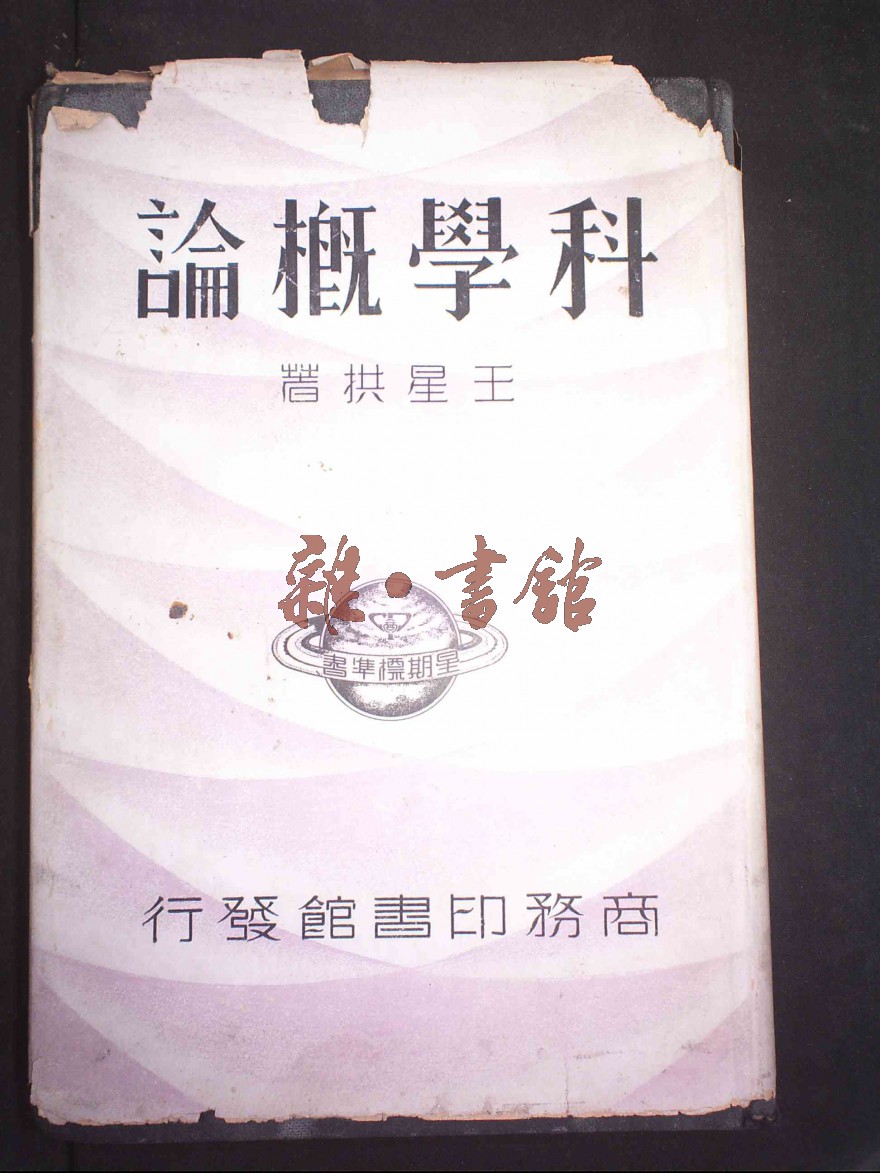 科學概論
王星拱著
雜·書館
星期標準書
商務印書館發行